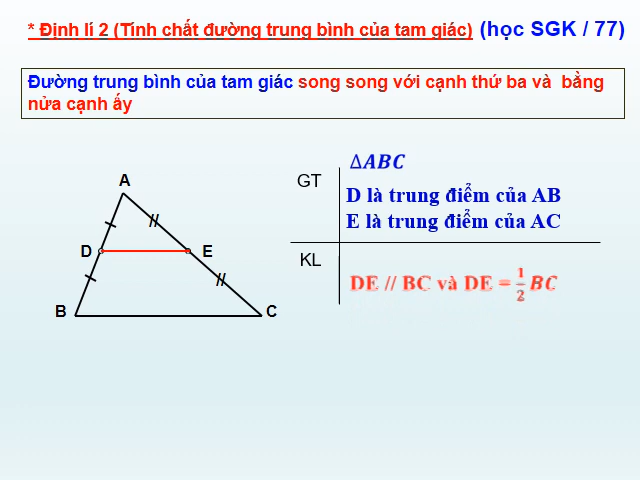 * Định lí 2 (Tính chất đường trung bình của tam giác) (học SGK / 77)
Đường trung bình của tam giác song song với cạnh thứ ba và bằng
nửa cạnh ấy
A
D
E
B
C
GT
∆ABC
D là trung điểm của AB
E là trung điểm của AC
KL
DE // BC và DE = 1/2 BC